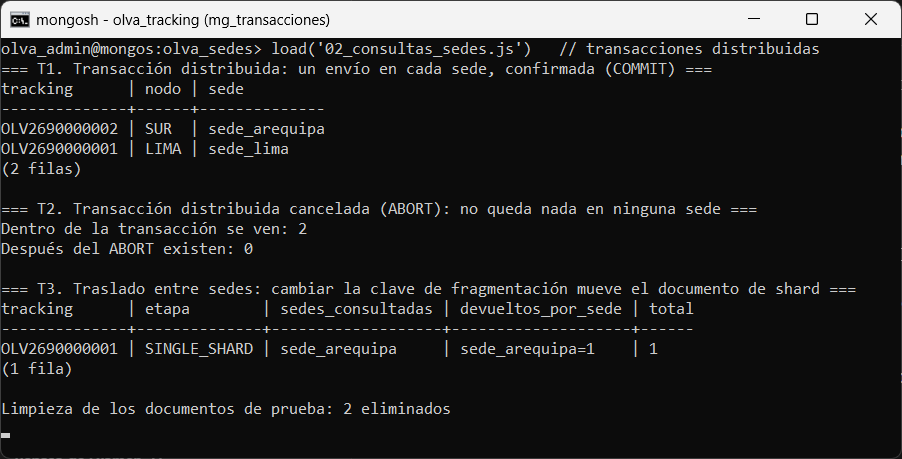 mongosh - olva_tracking (mg_transacciones)
olva_admin@mongos:olva_sedes> load('02_consultas_sedes.js')   // transacciones distribuidas
=== T1. Transacción distribuida: un envío en cada sede, confirmada (COMMIT) ===
tracking      | nodo | sede
--------------+------+--------------
OLV2690000002 | SUR  | sede_arequipa
OLV2690000001 | LIMA | sede_lima
(2 filas)
=== T2. Transacción distribuida cancelada (ABORT): no queda nada en ninguna sede ===
Dentro de la transacción se ven: 2
Después del ABORT existen: 0
=== T3. Traslado entre sedes: cambiar la clave de fragmentación mueve el documento de shard ===
tracking      | etapa        | sedes_consultadas | devueltos_por_sede | total
--------------+--------------+-------------------+--------------------+------
OLV2690000001 | SINGLE_SHARD | sede_arequipa     | sede_arequipa=1    | 1
(1 fila)
Limpieza de los documentos de prueba: 2 eliminados